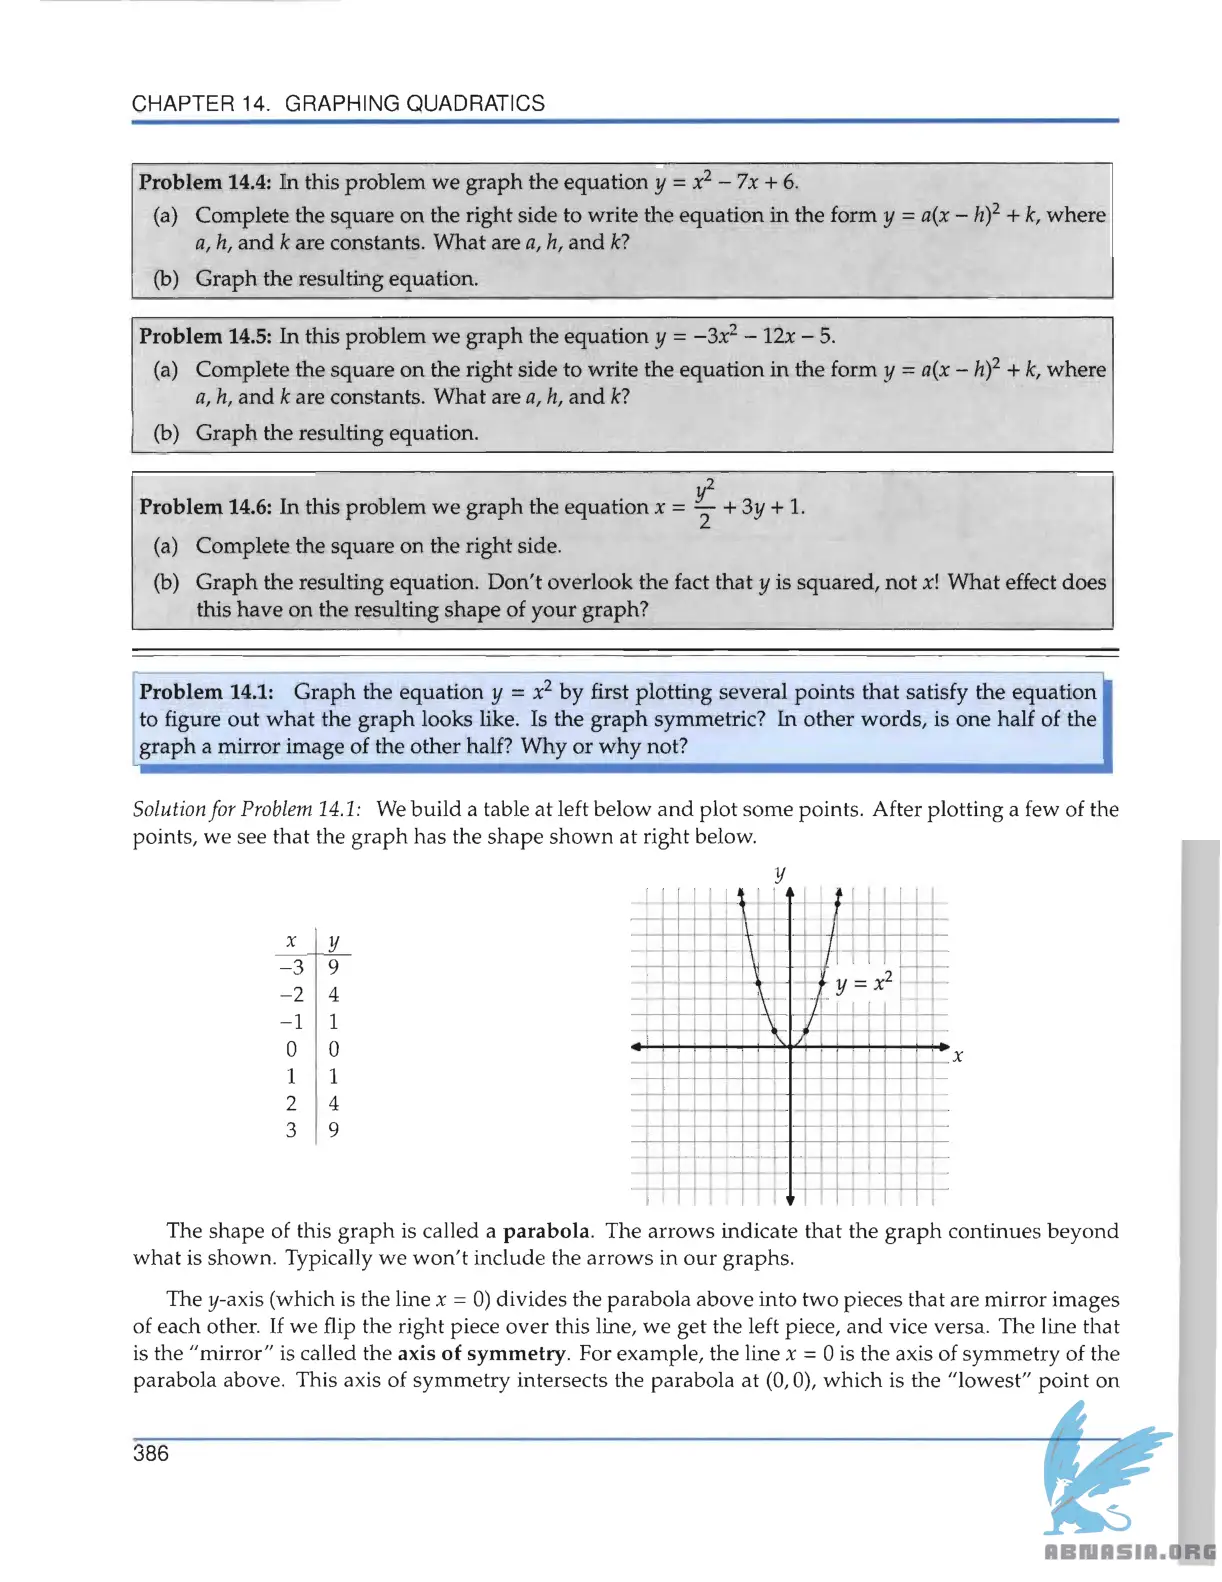 CHAPTER 14. GRAPHING QUADRATICS
Problem 14.4: In this problem we graph the equation y = x² − 7x + 6.
(a) Complete the square on the right side to write the equation in the form y = a(x − h)² + k, where
a, h, and k are constants. What are a, h, and k?
(b) Graph the resulting equation.
Problem 14.5: In this problem we graph the equation y = −3x² − 12x − 5.
(a) Complete the square on the right side to write the equation in the form y = a(x − h)² + k, where
a, h, and k are constants. What are a, h, and k?
(b) Graph the resulting equation.
Problem 14.6: In this problem we graph the equation x = y²/2 + 3y + 1.
(a) Complete the square on the right side.
(b) Graph the resulting equation. Don't overlook the fact that y is squared, not x! What effect does
this have on the resulting shape of your graph?
Problem 14.1: Graph the equation y = x² by first plotting several points that satisfy the equation
to figure out what the graph looks like. Is the graph symmetric? In other words, is one half of the
graph a mirror image of the other half? Why or why not?
Solution for Problem 14.1: We build a table at left below and plot some points. After plotting a few of the
points, we see that the graph has the shape shown at right below.
x y
−3 9
−2 4
−1 1
0 0
1 1
2 4
3 9
y
y = x²
x
The shape of this graph is called a parabola. The arrows indicate that the graph continues beyond
what is shown. Typically we won't include the arrows in our graphs.
The y-axis (which is the line x = 0) divides the parabola above into two pieces that are mirror images
of each other. If we flip the right piece over this line, we get the left piece, and vice versa. The line that
is the "mirror" is called the axis of symmetry. For example, the line x = 0 is the axis of symmetry of the
parabola above. This axis of symmetry intersects the parabola at (0, 0), which is the "lowest" point on
386
ABMASIA.ORG